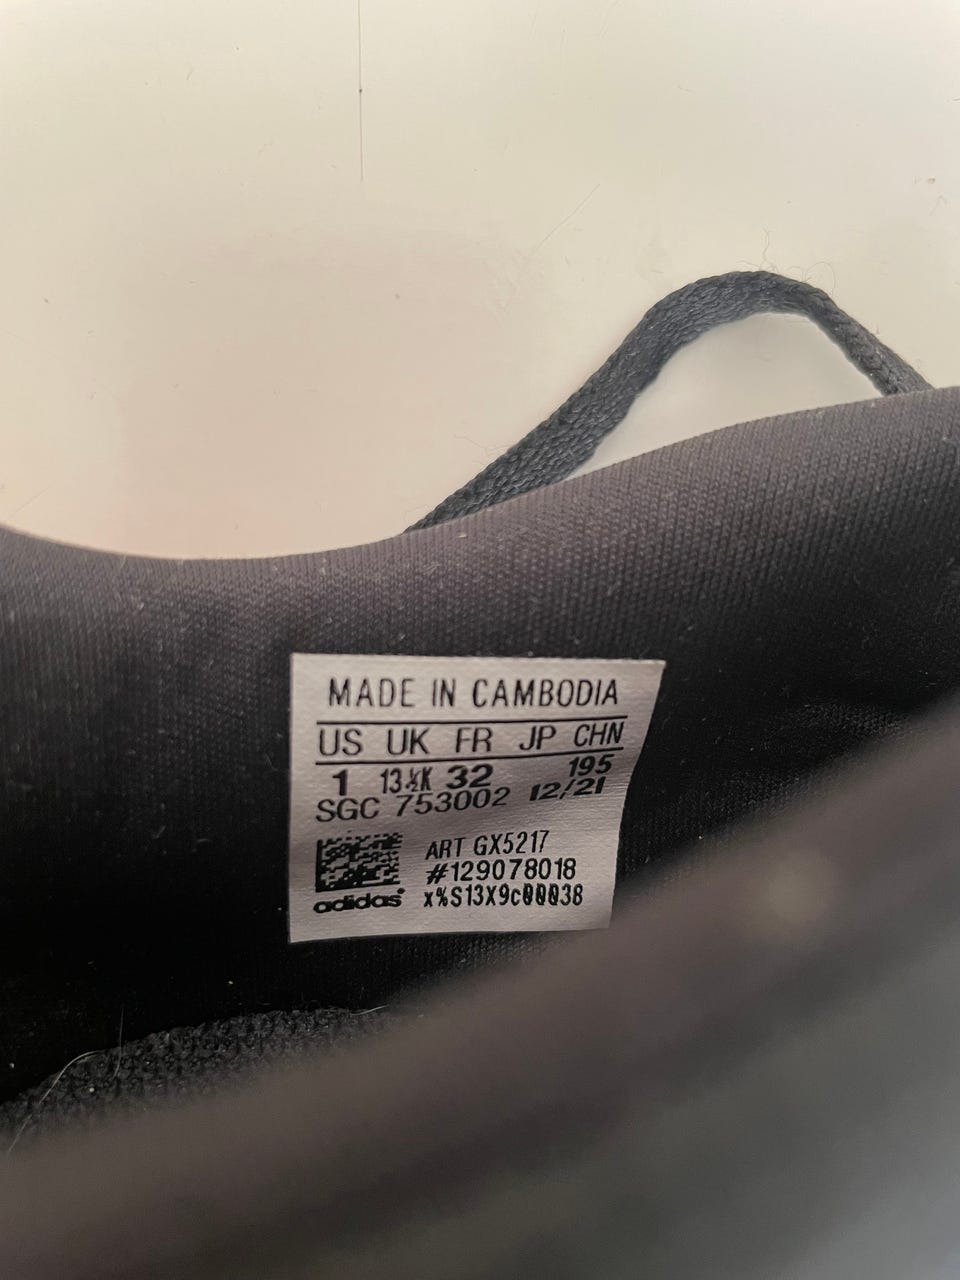 MADE IN CAMBODIA
US UK FR JP CHN
1 13½K 32 195
SGC 753002 12/21
ART GX5217
#129078018
adidas® x%S13X9c00038